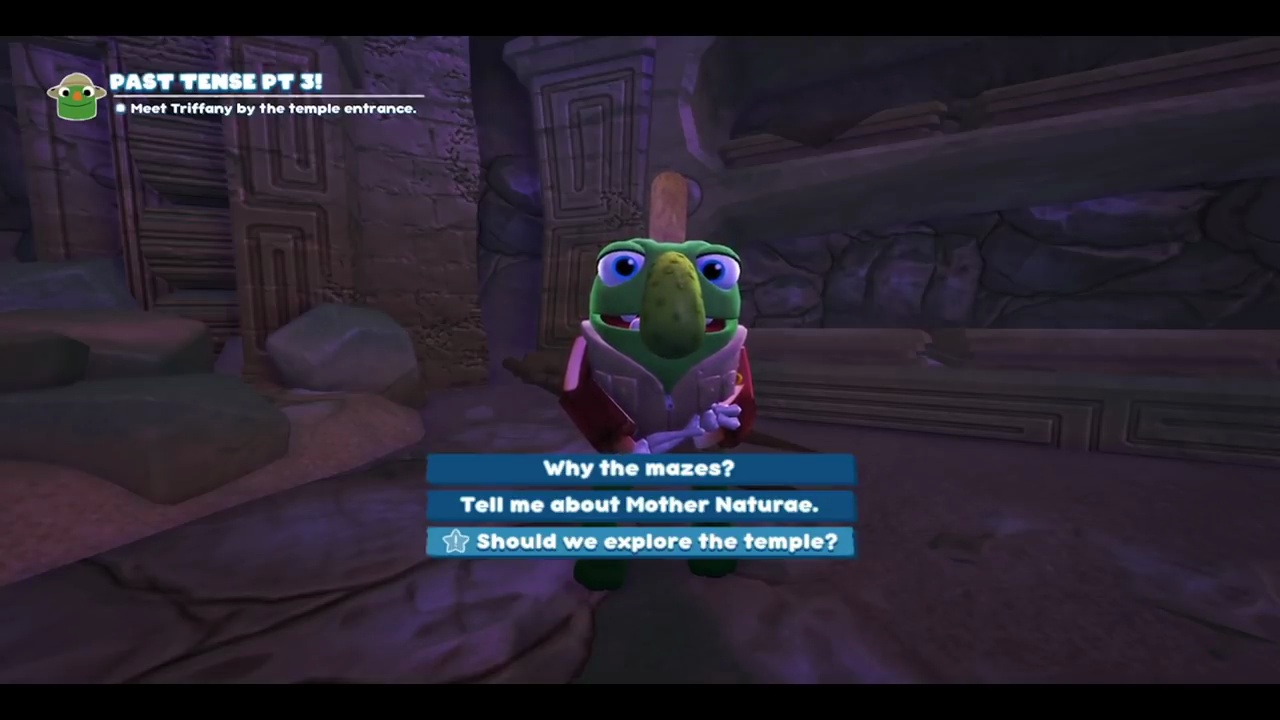 PAST TENSE PT 3!
Meet Triffany by the temple entrance.
Why the mazes?
Tell me about Mother Naturae.
Should we explore the temple?